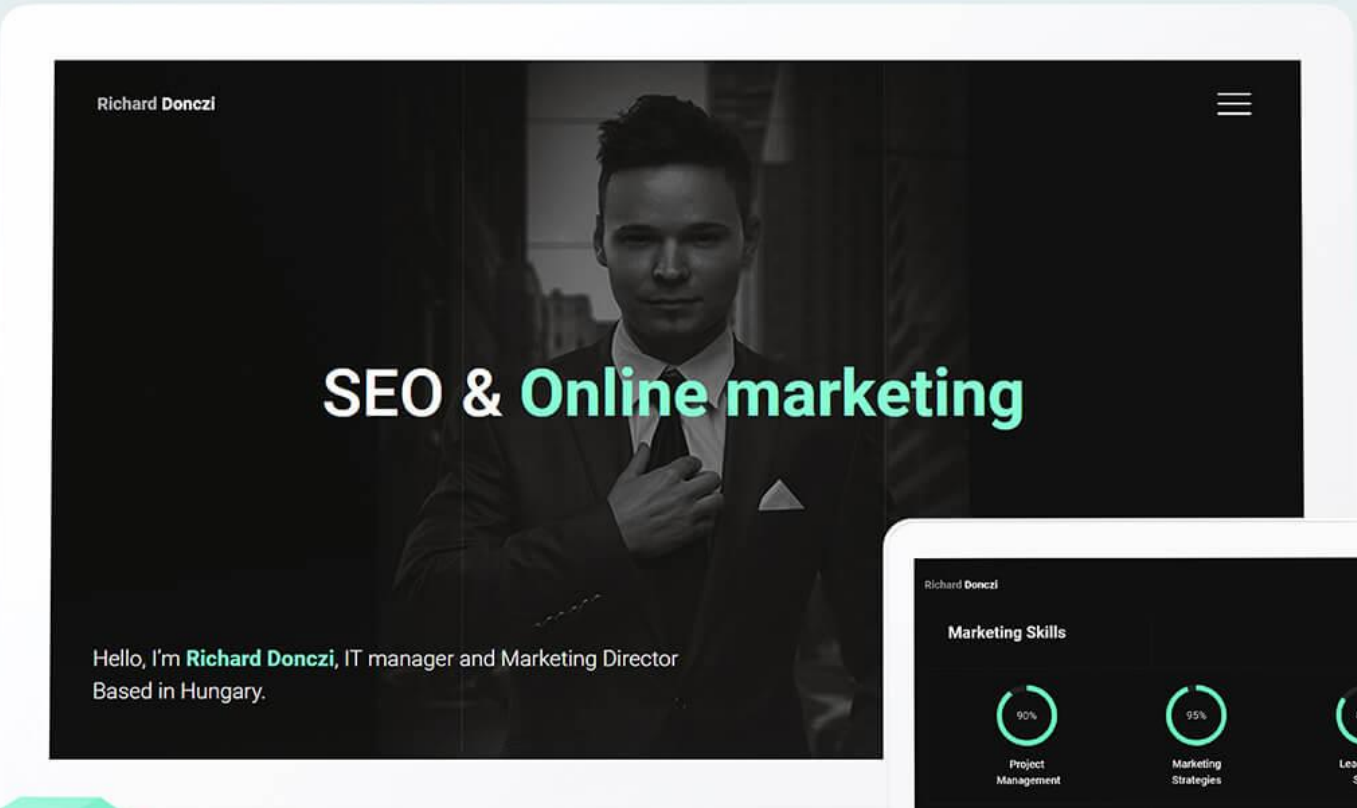 Richard Donczi
SEO & Online marketing
Hello, I'm Richard Donczi, IT manager and Marketing Director
Based in Hungary.
Richard Donczi
Marketing Skills
90%
95%
Project
Management
Marketing
Strategies